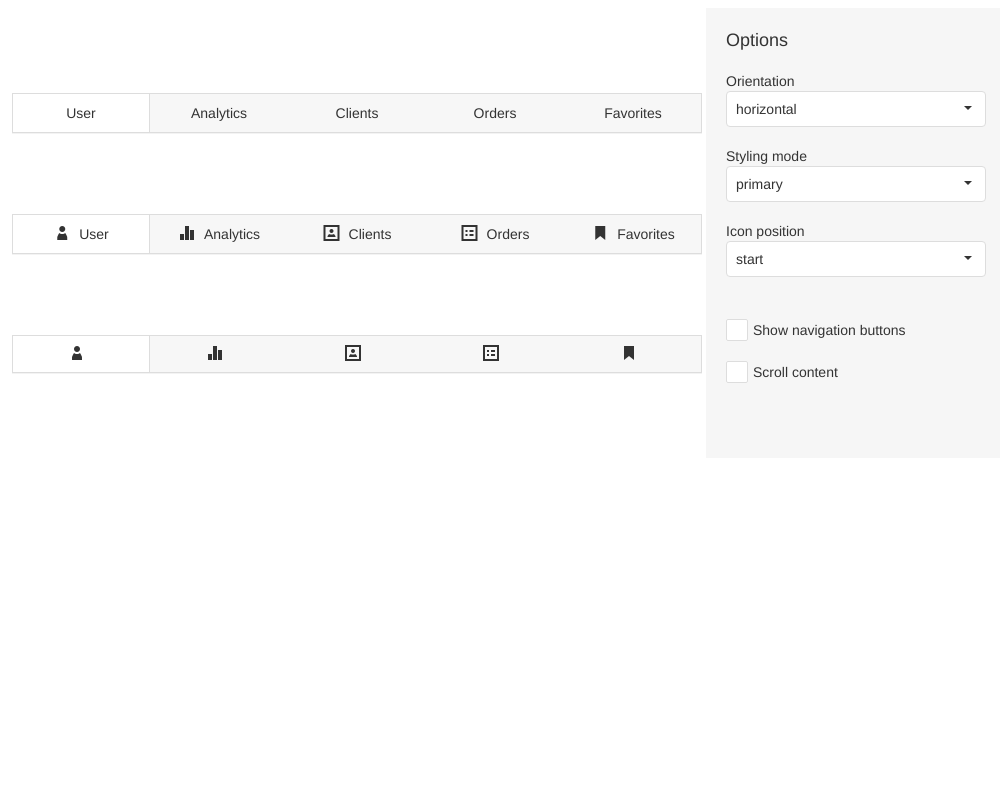 User Analytics Clients Orders Favorites
User Analytics Clients Orders Favorites
Options
Orientation
horizontal
Styling mode
primary
Icon position
start
Show navigation buttons
Scroll content